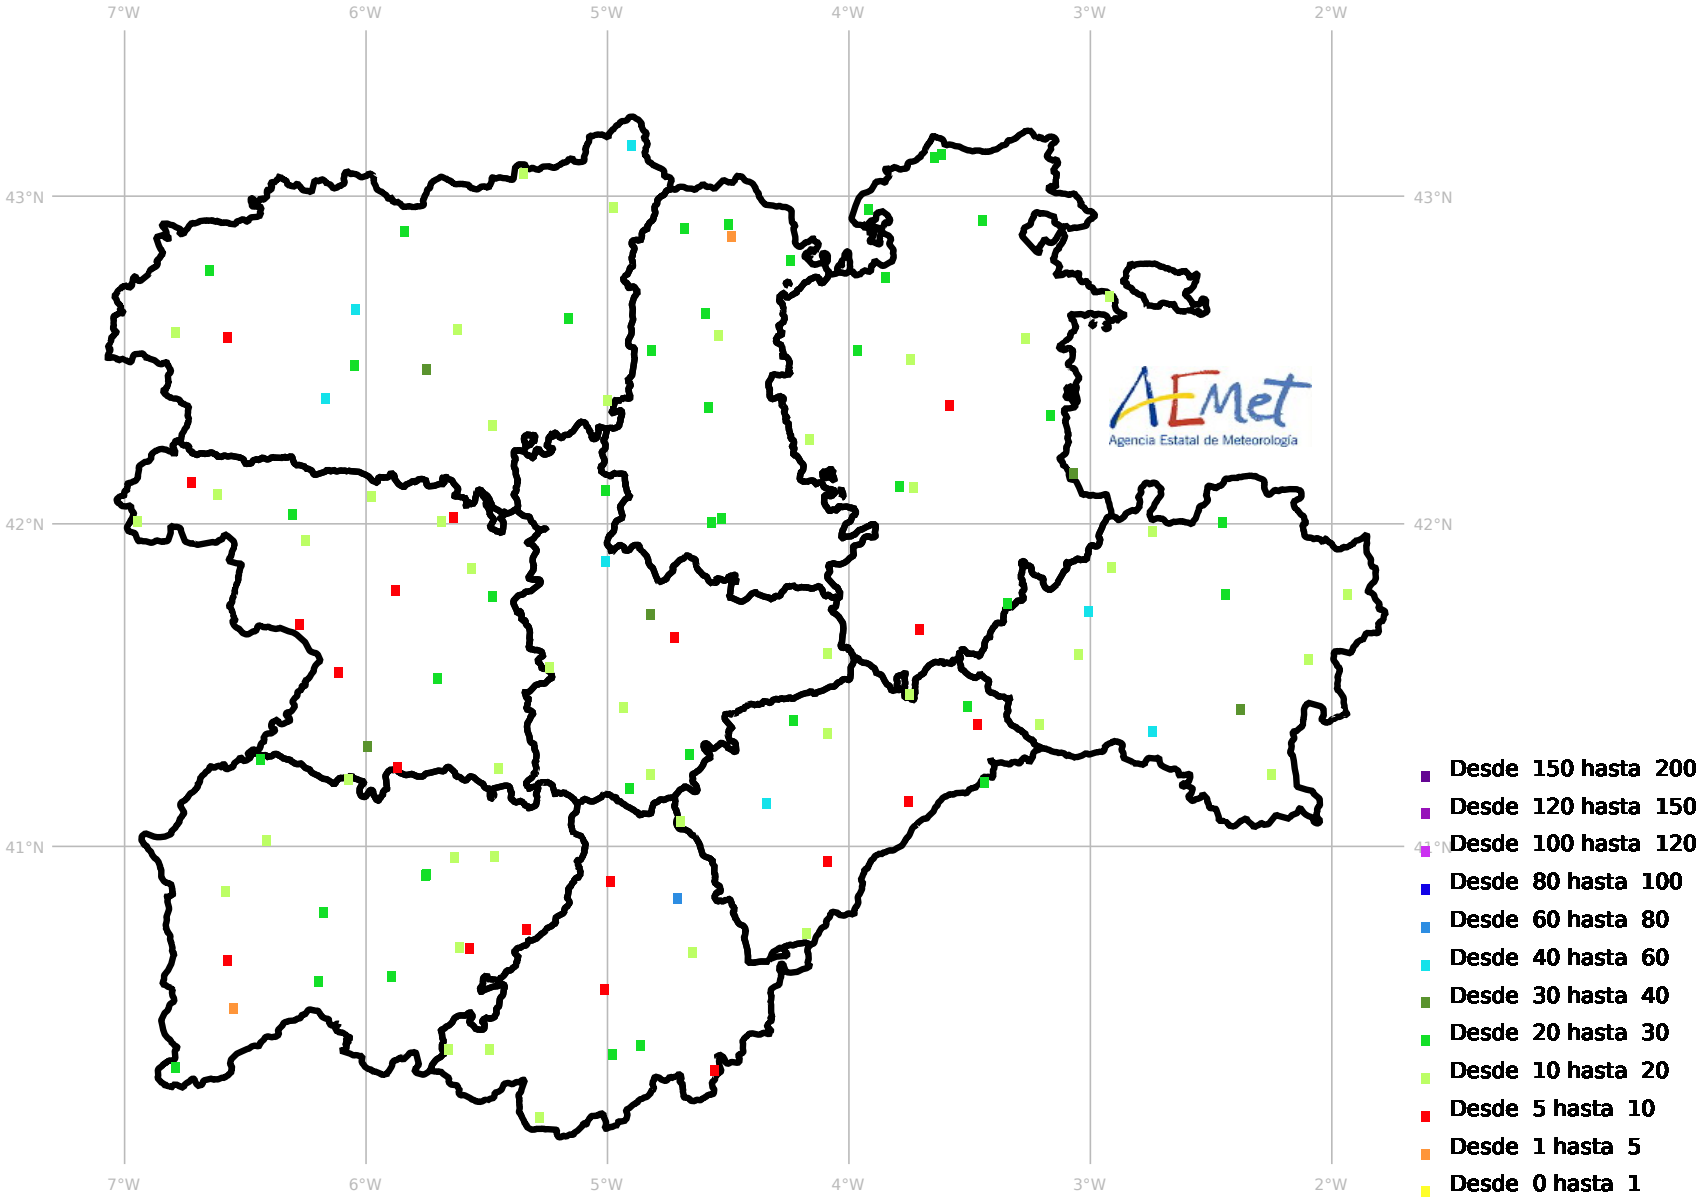 7°W 6°W 5°W 4°W 3°W 2°W
43°N 43°N
AEMet
Agencia Estatal de Meteorología
42°N 42°N
Desde 150 hasta 200
Desde 120 hasta 150
41°N 41°N
Desde 100 hasta 120
Desde 80 hasta 100
Desde 60 hasta 80
Desde 40 hasta 60
Desde 30 hasta 40
Desde 20 hasta 30
Desde 10 hasta 20
Desde 5 hasta 10
Desde 1 hasta 5
Desde 0 hasta 1
7°W 6°W 5°W 4°W 3°W 2°W